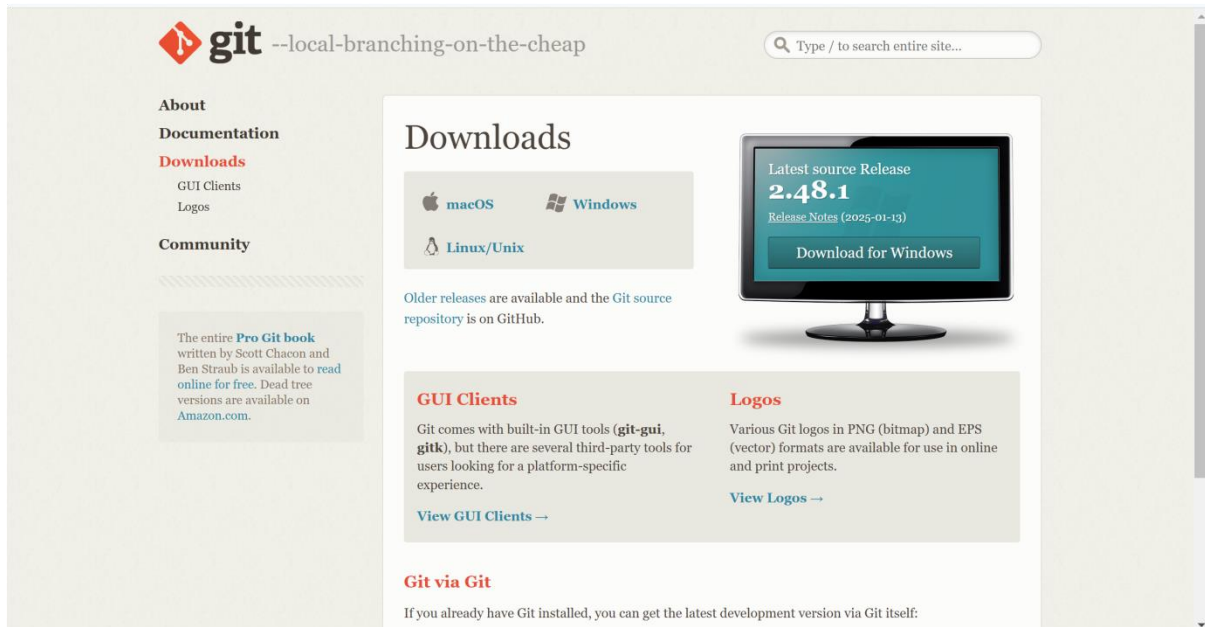 git --local-branching-on-the-cheap
Type / to search entire site...
About
Documentation
Downloads
GUI Clients
Logos
Community
The entire Pro Git book
written by Scott Chacon and
Ben Straub is available to read
online for free. Dead tree
versions are available on
Amazon.com.
Downloads
macOS
Windows
Linux/Unix
Older releases are available and the Git source
repository is on GitHub.
Latest source Release
2.48.1
Release Notes (2025-01-13)
Download for Windows
GUI Clients
Git comes with built-in GUI tools (git-gui,
gitk), but there are several third-party tools for
users looking for a platform-specific
experience.
View GUI Clients →
Logos
Various Git logos in PNG (bitmap) and EPS
(vector) formats are available for use in online
and print projects.
View Logos →
Git via Git
If you already have Git installed, you can get the latest development version via Git itself: